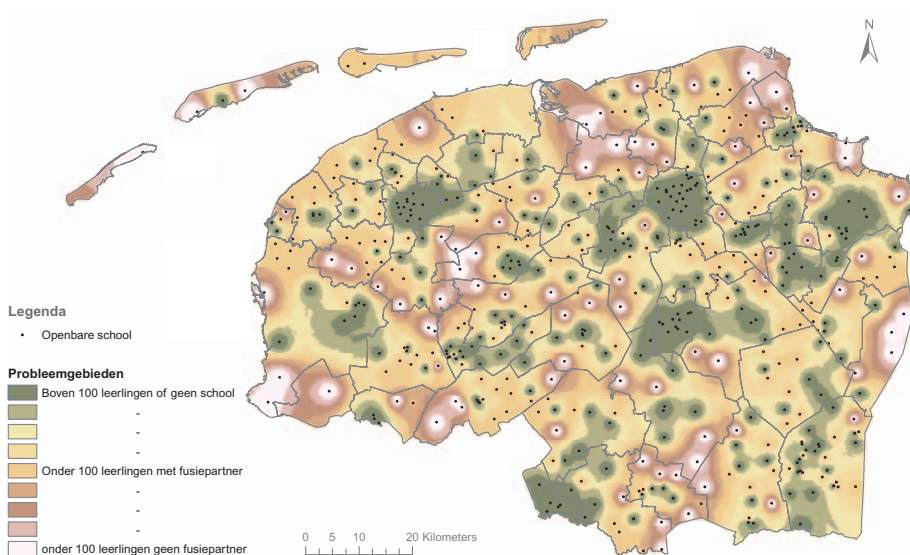 N
Legenda
Openbare school
Probleemgebieden
Boven 100 leerlingen of geen school
-
-
-
Onder 100 leerlingen met fusiepartner
-
-
-
onder 100 leerlingen geen fusiepartner
0 5 10 20 Kilometers